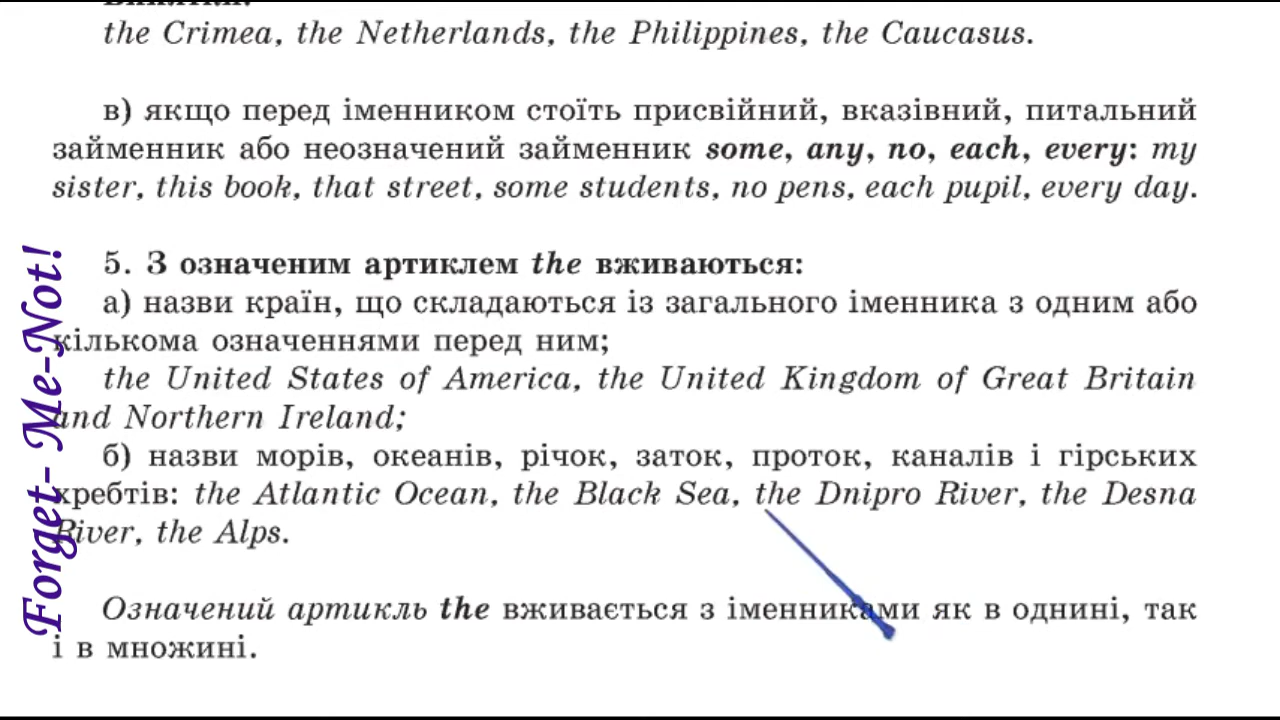 Винятки:
the Crimea, the Netherlands, the Philippines, the Caucasus.
в) якщо перед іменником стоїть присвійний, вказівний, питальний
займенник або неозначений займенник some, any, no, each, every: my
sister, this book, that street, some students, no pens, each pupil, every day.
5. З означеним артиклем the вживаються:
а) назви країн, що складаються із загального іменника з одним або
кількома означеннями перед ним;
the United States of America, the United Kingdom of Great Britain
and Northern Ireland;
б) назви морів, океанів, річок, заток, проток, каналів і гірських
хребтів: the Atlantic Ocean, the Black Sea, the Dnipro River, the Desna
River, the Alps.
Означений артикль the вживається з іменниками як в однині, так
і в множині.
Forget- Me-Not!